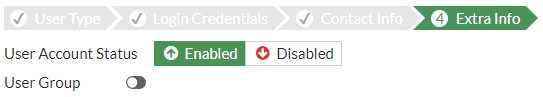 User Type Login Credentials Contact Info 4 Extra Info
User Account Status Enabled Disabled
User Group